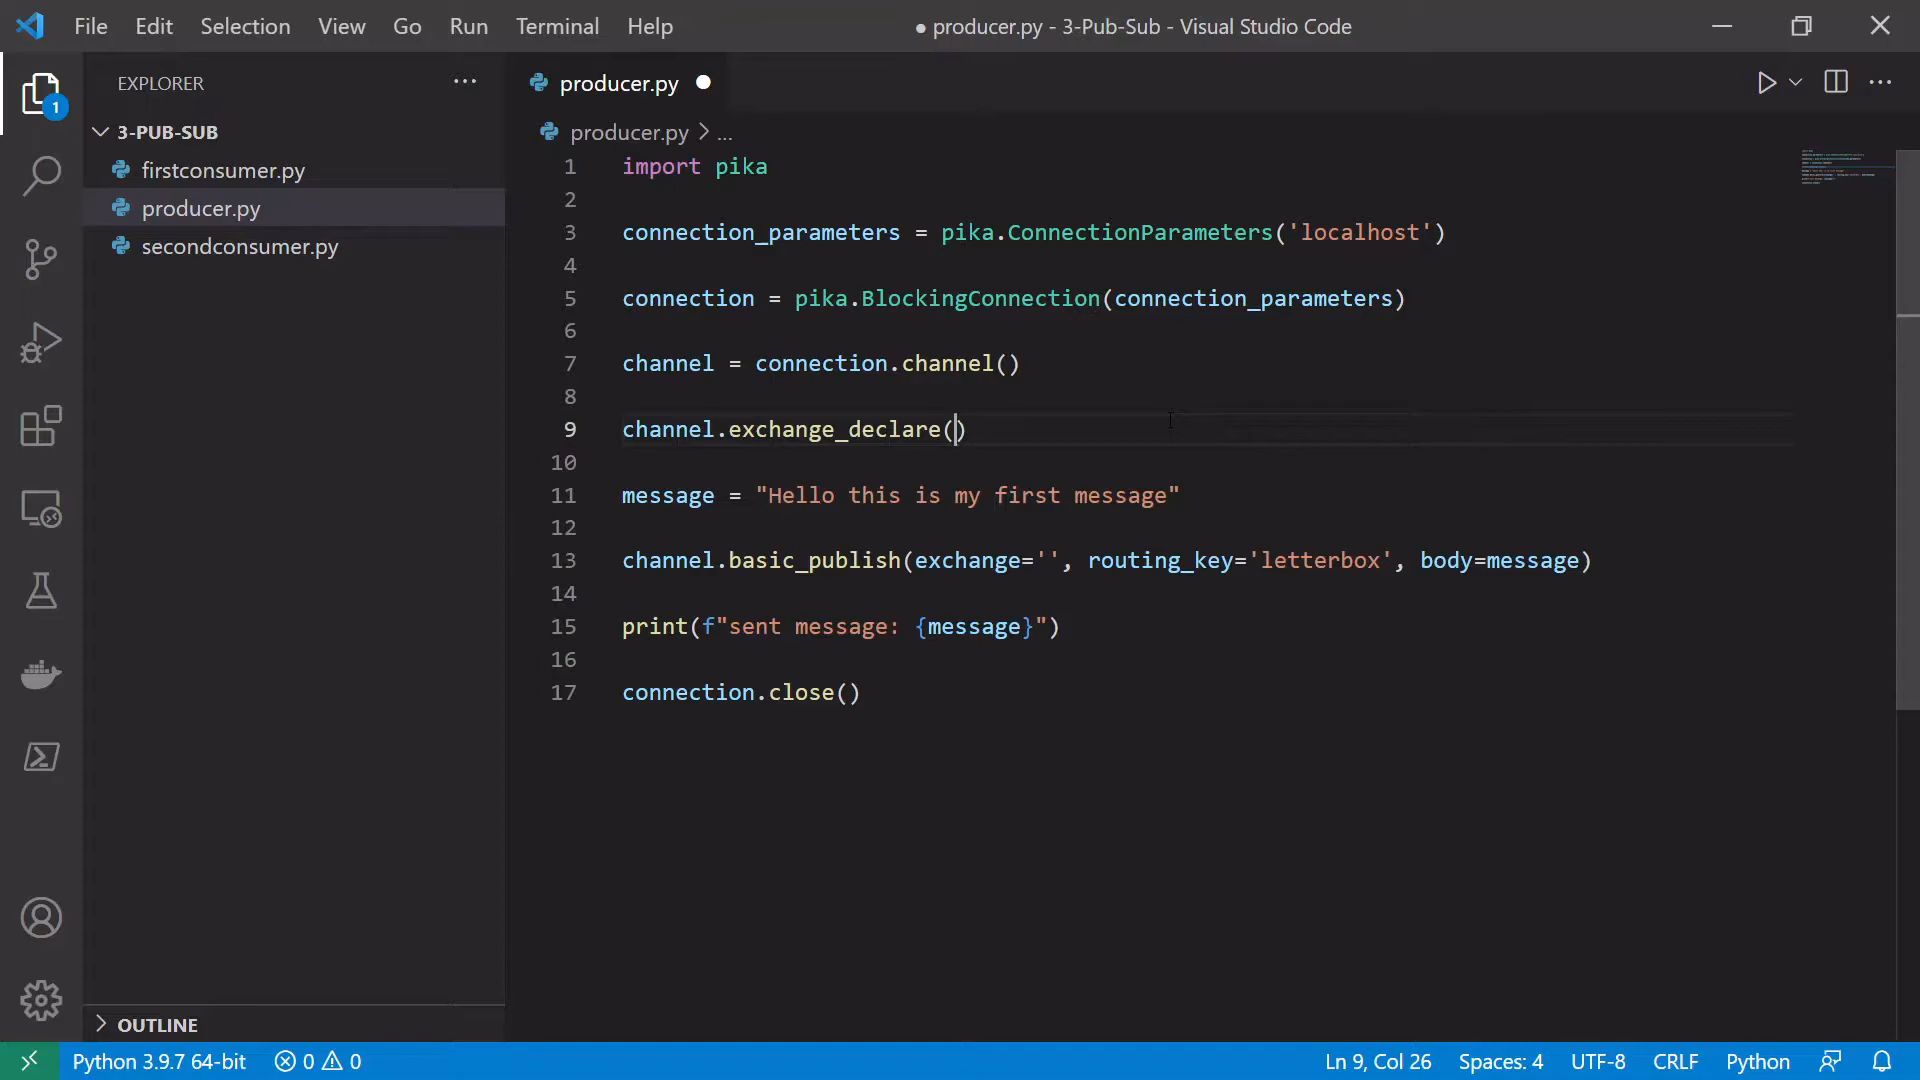 File Edit Selection View Go Run Terminal Help
● producer.py - 3-Pub-Sub - Visual Studio Code
EXPLORER
1
3-PUB-SUB
firstconsumer.py
producer.py
secondconsumer.py
OUTLINE
producer.py
producer.py > ...
1 import pika
2
3 connection_parameters = pika.ConnectionParameters('localhost')
4
5 connection = pika.BlockingConnection(connection_parameters)
6
7 channel = connection.channel()
8
9 channel.exchange_declare()
10
11 message = "Hello this is my first message"
12
13 channel.basic_publish(exchange='', routing_key='letterbox', body=message)
14
15 print(f"sent message: {message}")
16
17 connection.close()
Python 3.9.7 64-bit 0 0 Ln 9, Col 26 Spaces: 4 UTF-8 CRLF Python